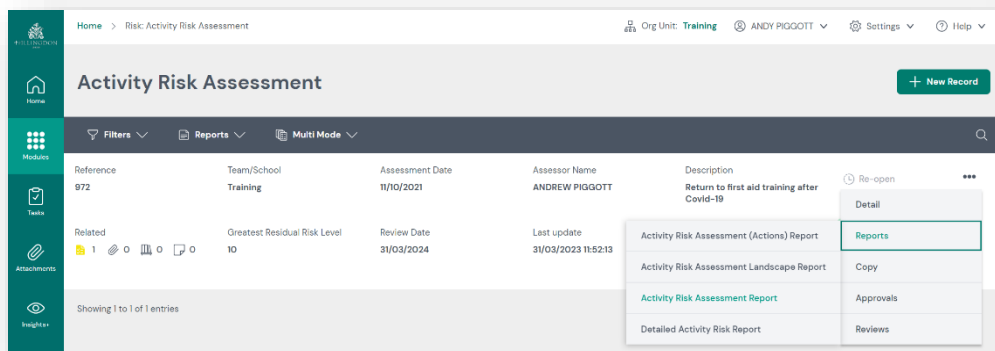 HILLINGDON
Home > Risk: Activity Risk Assessment
Org Unit: Training
ANDY PIGGOTT
Settings
Help
Home
Modules
Tasks
Attachments
Insights+
Activity Risk Assessment
+ New Record
Filters
Reports
Multi Mode
Reference
972
Team/School
Training
Assessment Date
11/10/2021
Assessor Name
ANDREW PIGGOTT
Description
Return to first aid training after
Covid-19
Re-open
Related
1 0 0 0
Greatest Residual Risk Level
10
Review Date
31/03/2024
Last update
31/03/2023 11:52:13
Detail
Reports
Copy
Approvals
Reviews
Activity Risk Assessment (Actions) Report
Activity Risk Assessment Landscape Report
Activity Risk Assessment Report
Detailed Activity Risk Report
Showing 1 to 1 of 1 entries